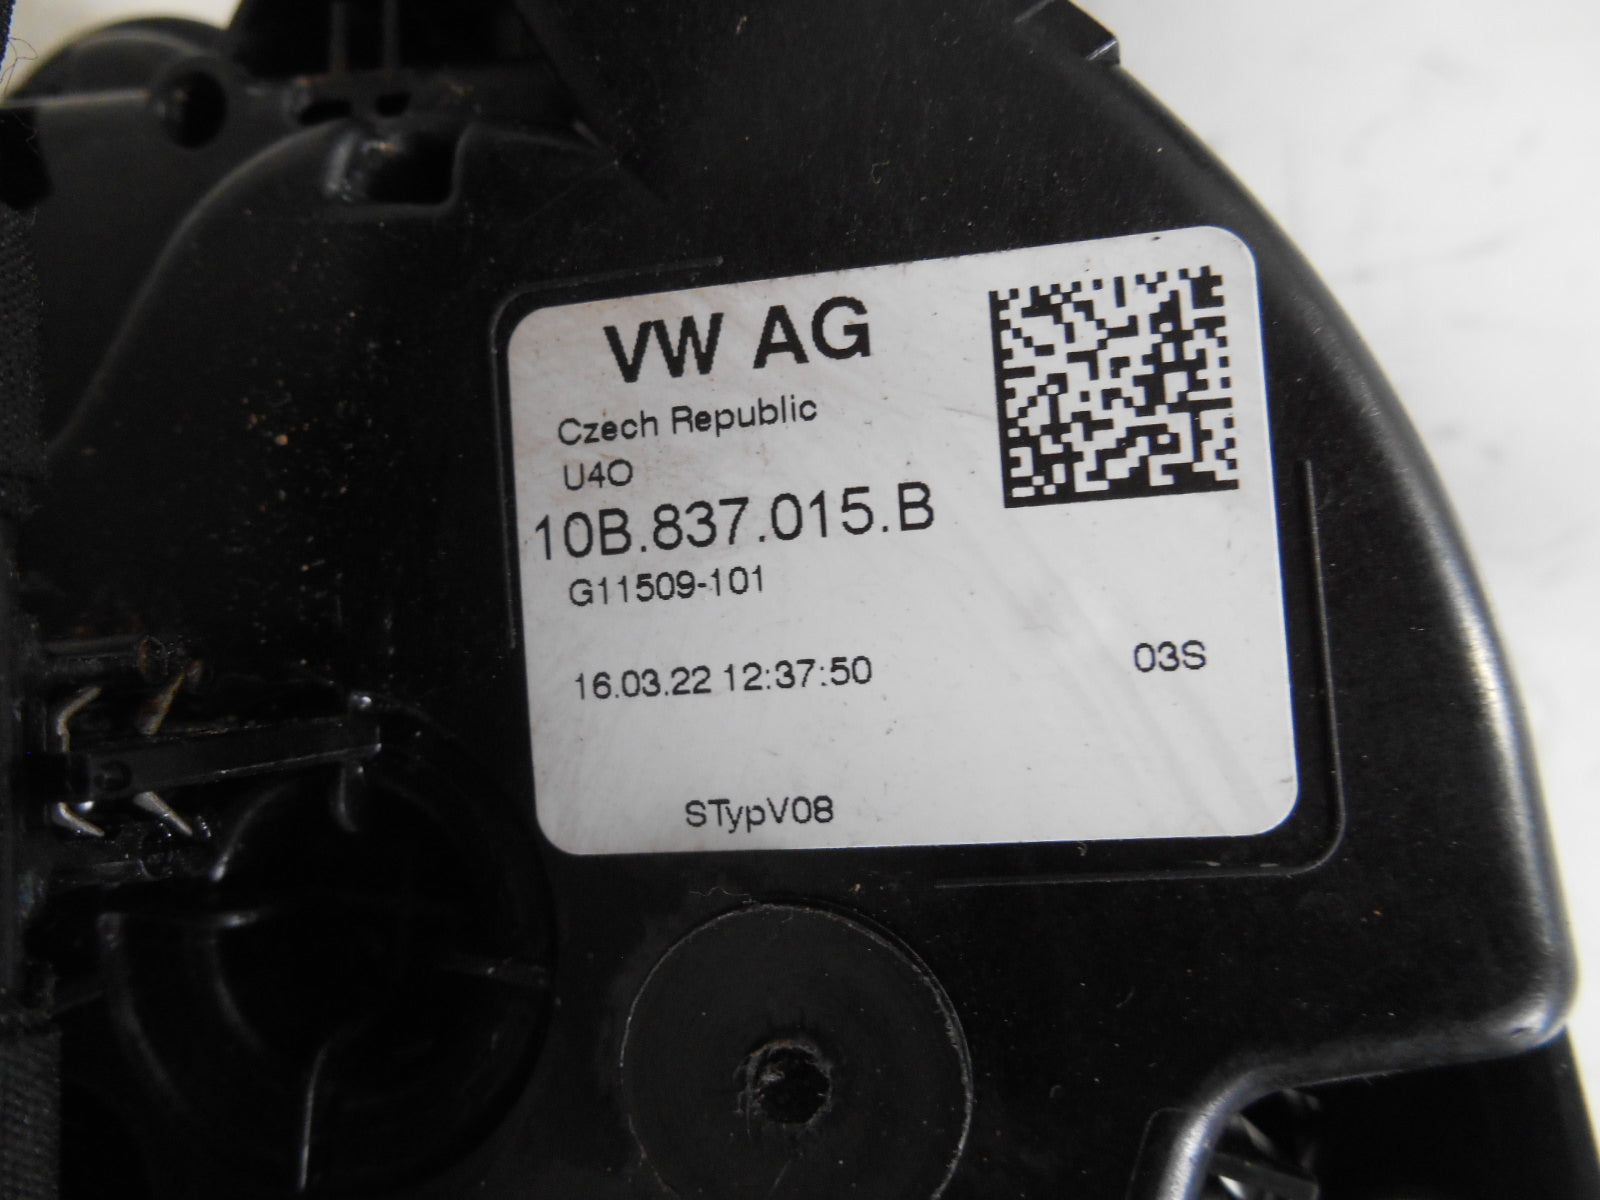 VW AG
Czech Republic
U4O
10B.837.015.B
G11509-101
16.03.22 12:37:50
03S
STypV08